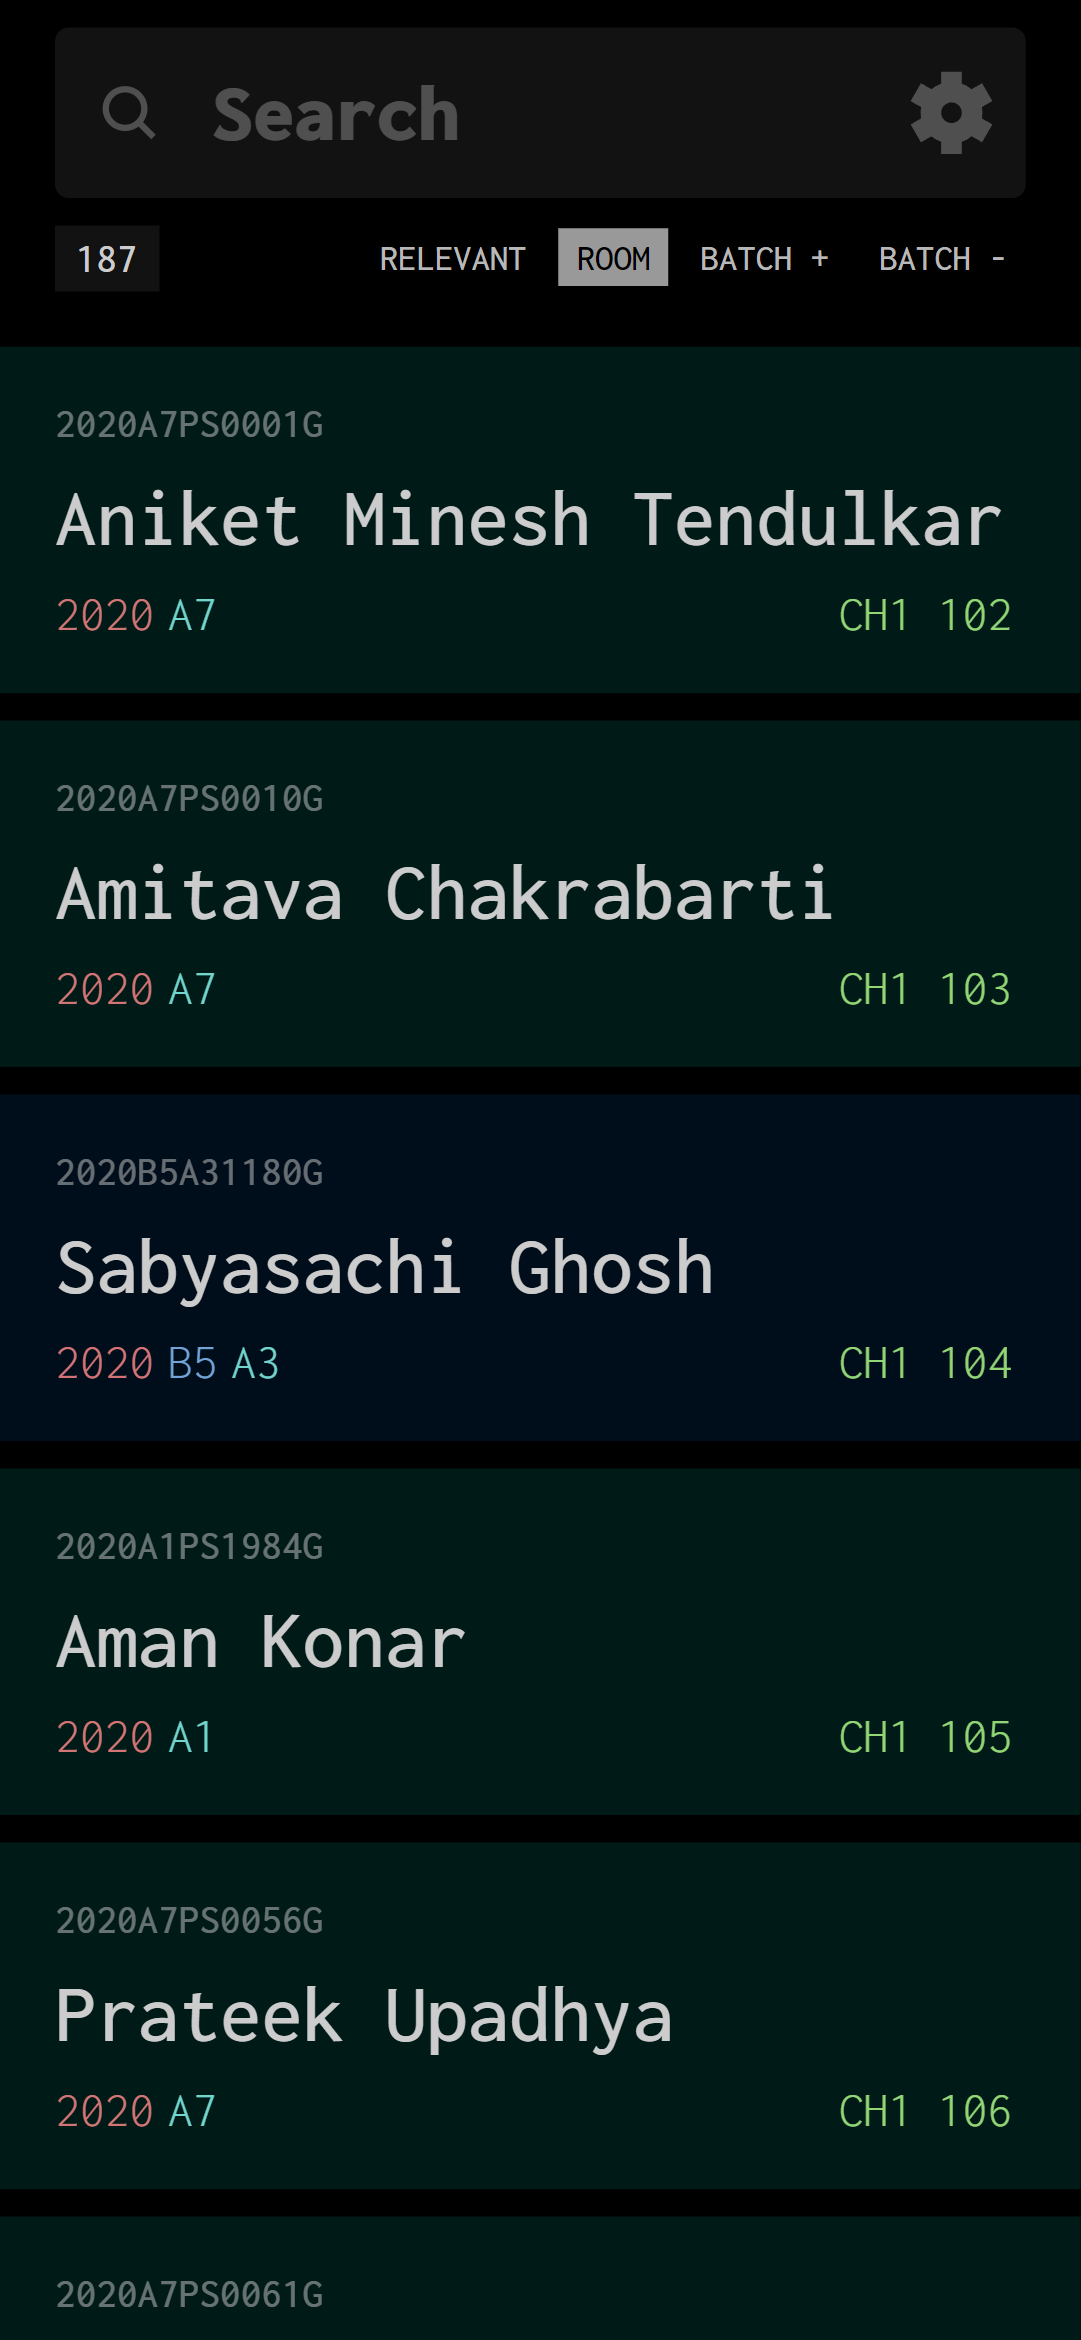 Search
187 RELEVANT ROOM BATCH + BATCH -
2020A7PS0001G
Aniket Minesh Tendulkar
2020 A7 CH1 102
2020A7PS0010G
Amitava Chakrabarti
2020 A7 CH1 103
2020B5A31180G
Sabyasachi Ghosh
2020 B5 A3 CH1 104
2020A1PS1984G
Aman Konar
2020 A1 CH1 105
2020A7PS0056G
Prateek Upadhya
2020 A7 CH1 106
2020A7PS0061G